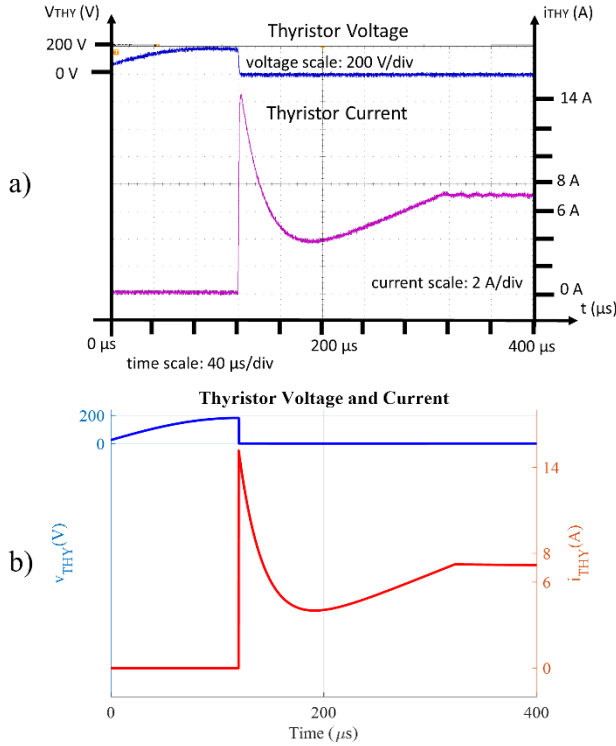 VTHY (V)
iTHY (A)
Thyristor Voltage
200 V
voltage scale: 200 V/div
0 V
14 A
Thyristor Current
a)
8 A
6 A
current scale: 2 A/div
0 A
t (µs)
0 µs
200 µs
400 µs
time scale: 40 µs/div
Thyristor Voltage and Current
200
0
14
b)
vTHY(V)
8
iTHY(A)
6
0
0
200
400
Time (µs)